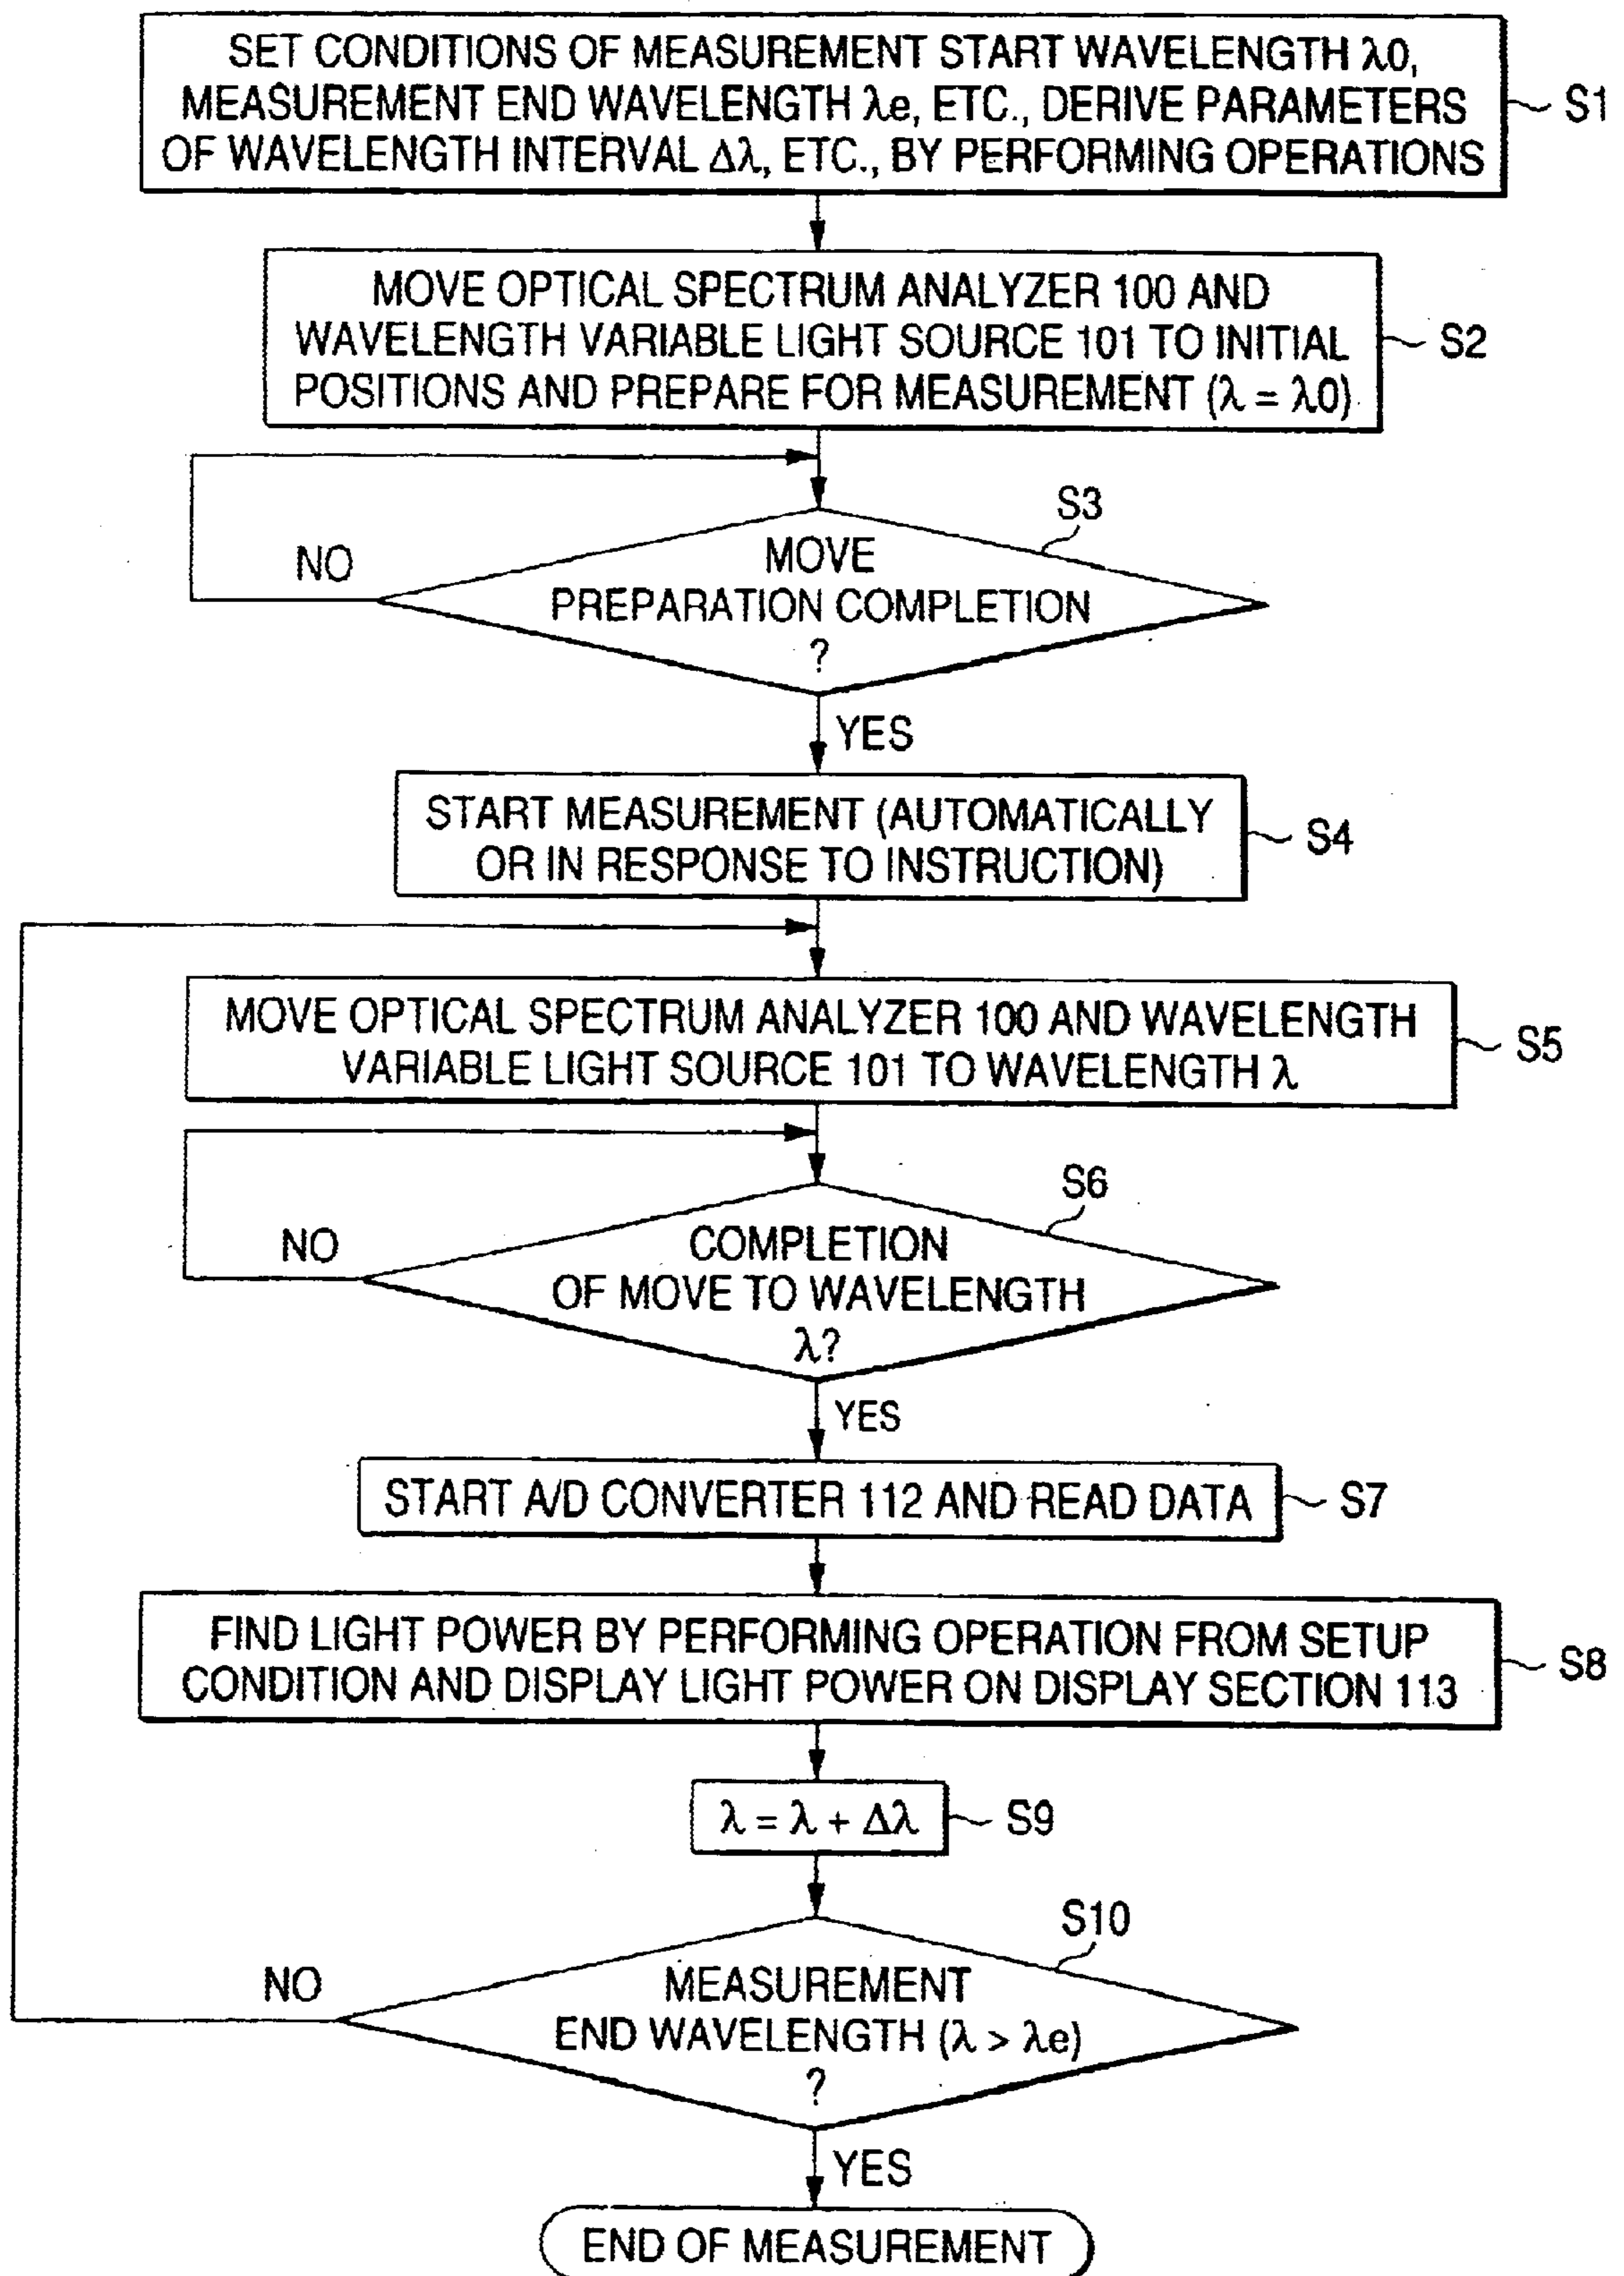 SET CONDITIONS OF MEASUREMENT START WAVELENGTH λ0,
MEASUREMENT END WAVELENGTH λe, ETC., DERIVE PARAMETERS
OF WAVELENGTH INTERVAL Δλ, ETC., BY PERFORMING OPERATIONS
S1
MOVE OPTICAL SPECTRUM ANALYZER 100 AND
WAVELENGTH VARIABLE LIGHT SOURCE 101 TO INITIAL
POSITIONS AND PREPARE FOR MEASUREMENT (λ = λ0)
S2
S3
NO
MOVE
PREPARATION COMPLETION
?
YES
START MEASUREMENT (AUTOMATICALLY
OR IN RESPONSE TO INSTRUCTION)
S4
MOVE OPTICAL SPECTRUM ANALYZER 100 AND WAVELENGTH
VARIABLE LIGHT SOURCE 101 TO WAVELENGTH λ
S5
S6
NO
COMPLETION
OF MOVE TO WAVELENGTH
λ?
YES
START A/D CONVERTER 112 AND READ DATA
S7
FIND LIGHT POWER BY PERFORMING OPERATION FROM SETUP
CONDITION AND DISPLAY LIGHT POWER ON DISPLAY SECTION 113
S8
λ = λ + Δλ
S9
S10
NO
MEASUREMENT
END WAVELENGTH (λ > λe)
?
YES
END OF MEASUREMENT